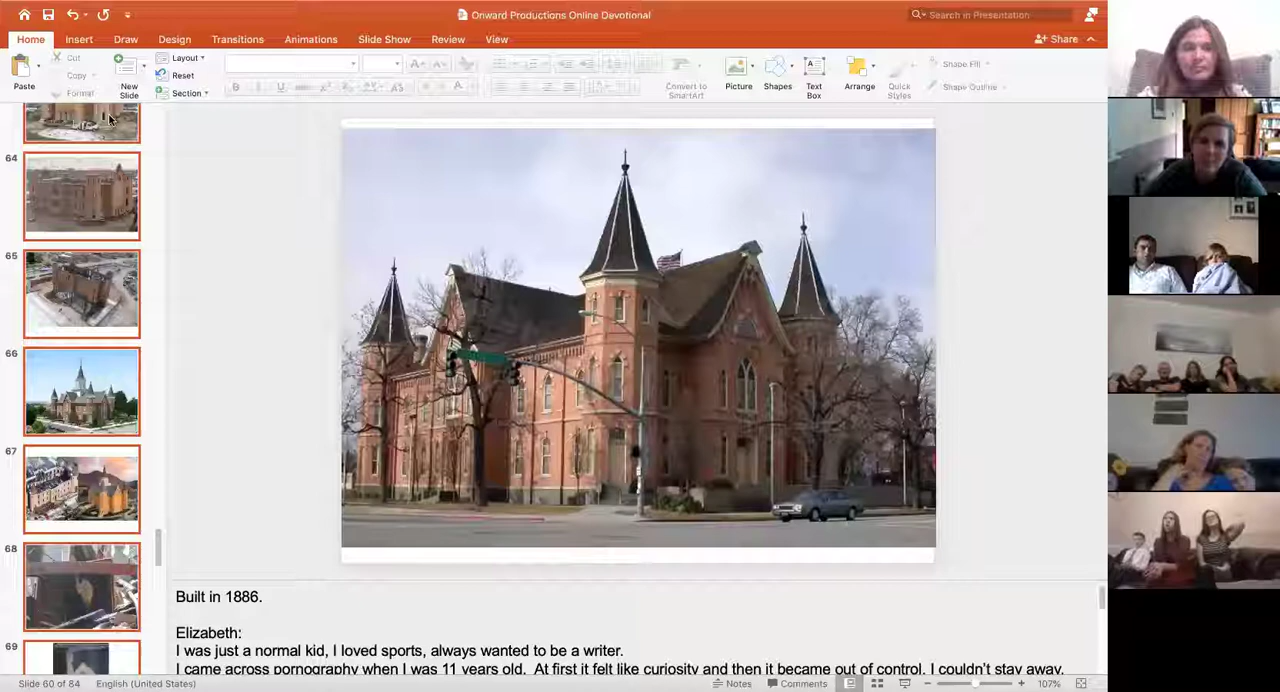 Onward Productions Online Devotional
Search in Presentation
Home Insert Draw Design Transitions Animations Slide Show Review View
Share
Paste
Cut
Copy
Format
New Slide
Layout
Reset
Section
Convert to SmartArt
Picture
Shapes
Text Box
Arrange
Quick Styles
Shape Fill
Shape Outline
64
65
66
67
68
69
Built in 1886.
Elizabeth:
I was just a normal kid, I loved sports, always wanted to be a writer.
I came across pornography when I was 11 years old. At first it felt like curiosity and then it became out of control. I couldn't stay away.
Slide 60 of 84 English (United States)
Notes Comments 107%